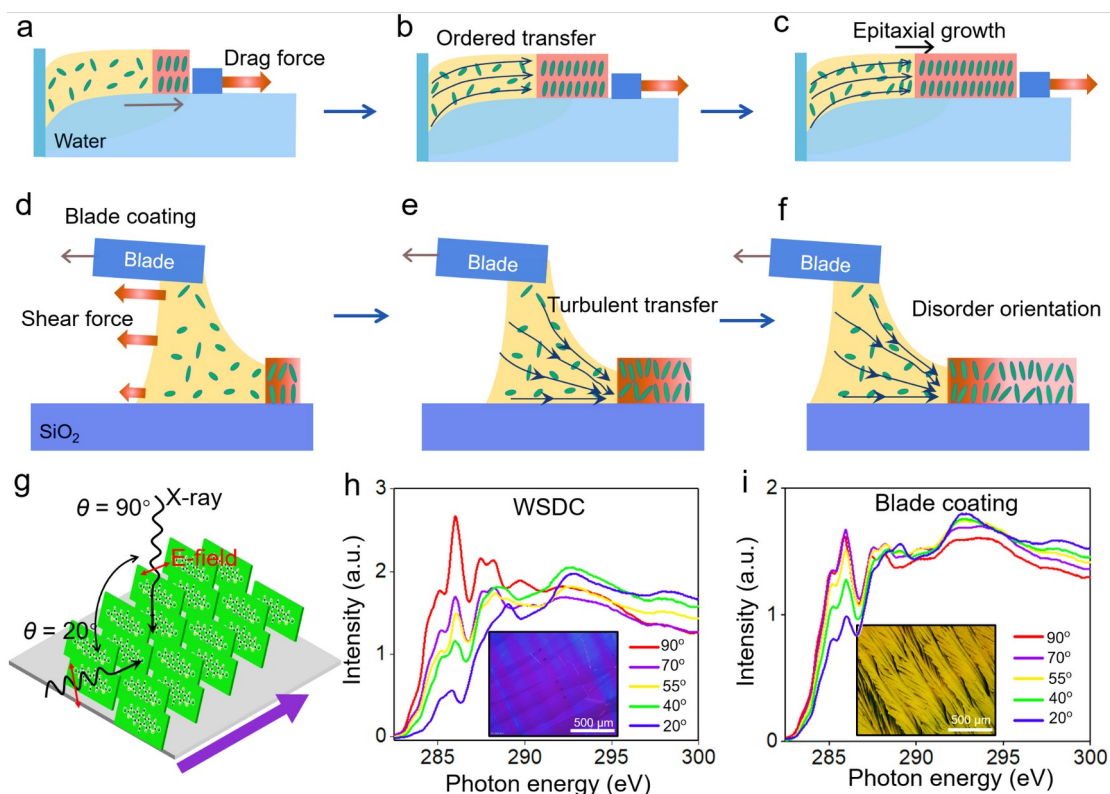 a
Drag force
Water
b
Ordered transfer
c
Epitaxial growth
d
Blade coating
Blade
Shear force
SiO₂
e
Blade
Turbulent transfer
f
Blade
Disorder orientation
g
θ = 90°
X-ray
E-field
θ = 20°
h
WSDC
3
2
1
0
Intensity (a.u.)
285
290
295
300
Photon energy (eV)
90°
70°
55°
40°
20°
500 μm
i
Blade coating
2
1
0
Intensity (a.u.)
285
290
295
300
Photon energy (eV)
90°
70°
55°
40°
20°
500 μm